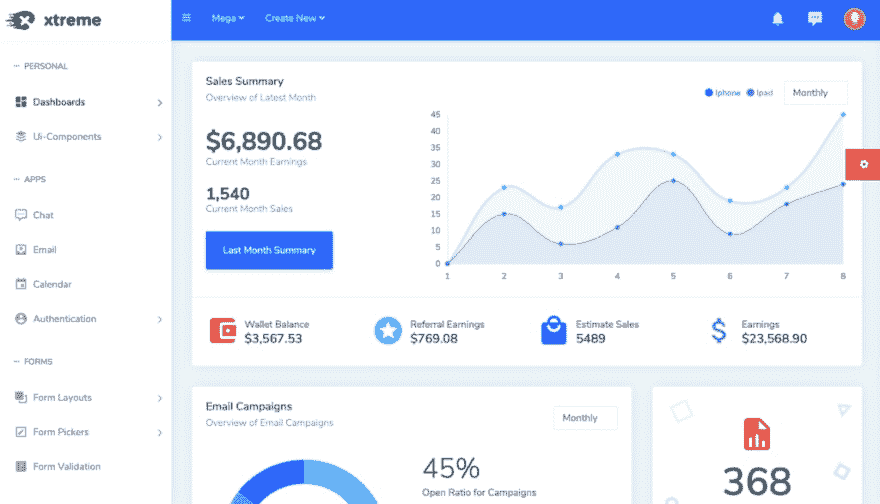 xtreme
Mega
Create New
PERSONAL
Dashboards
Ui-Components
APPS
Chat
Email
Calendar
Authentication
FORMS
Form Layouts
Form Pickers
Form Validation
Sales Summary
Overview of Latest Month
Iphone
Ipad
Monthly
$6,890.68
Current Month Earnings
1,540
Current Month Sales
Last Month Summary
45
40
35
30
25
20
15
10
5
0
1 2 3 4 5 6 7 8
Wallet Balance
$3,567.53
Referral Earnings
$769.08
Estimate Sales
5489
Earnings
$23,568.90
Email Campaigns
Overview of Email Campaigns
Monthly
45%
Open Ratio for Campaigns
368